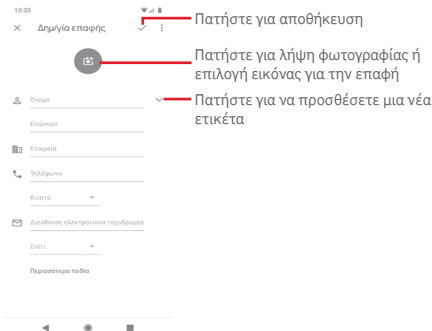 10:33
Δημ/γία επαφής
Πατήστε για αποθήκευση
Πατήστε για λήψη φωτογραφίας ή
επιλογή εικόνας για την επαφή
Πατήστε για να προσθέσετε μια νέα
ετικέτα
Όνομα
Επώνυμο
Εταιρεία
Τηλέφωνο
Κινητό
Διεύθυνση ηλεκτρονικού ταχυδρομεί
Σπίτι
Περισσότερα πεδία